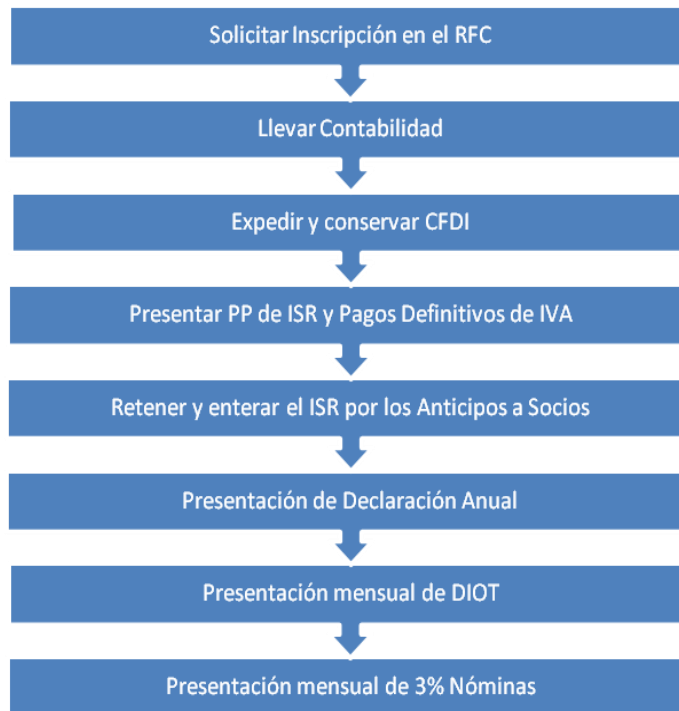 Solicitar Inscripción en el RFC
Llevar Contabilidad
Expedir y conservar CFDI
Presentar PP de ISR y Pagos Definitivos de IVA
Retener y enterar el ISR por los Anticipos a Socios
Presentación de Declaración Anual
Presentación mensual de DIOT
Presentación mensual de 3% Nóminas